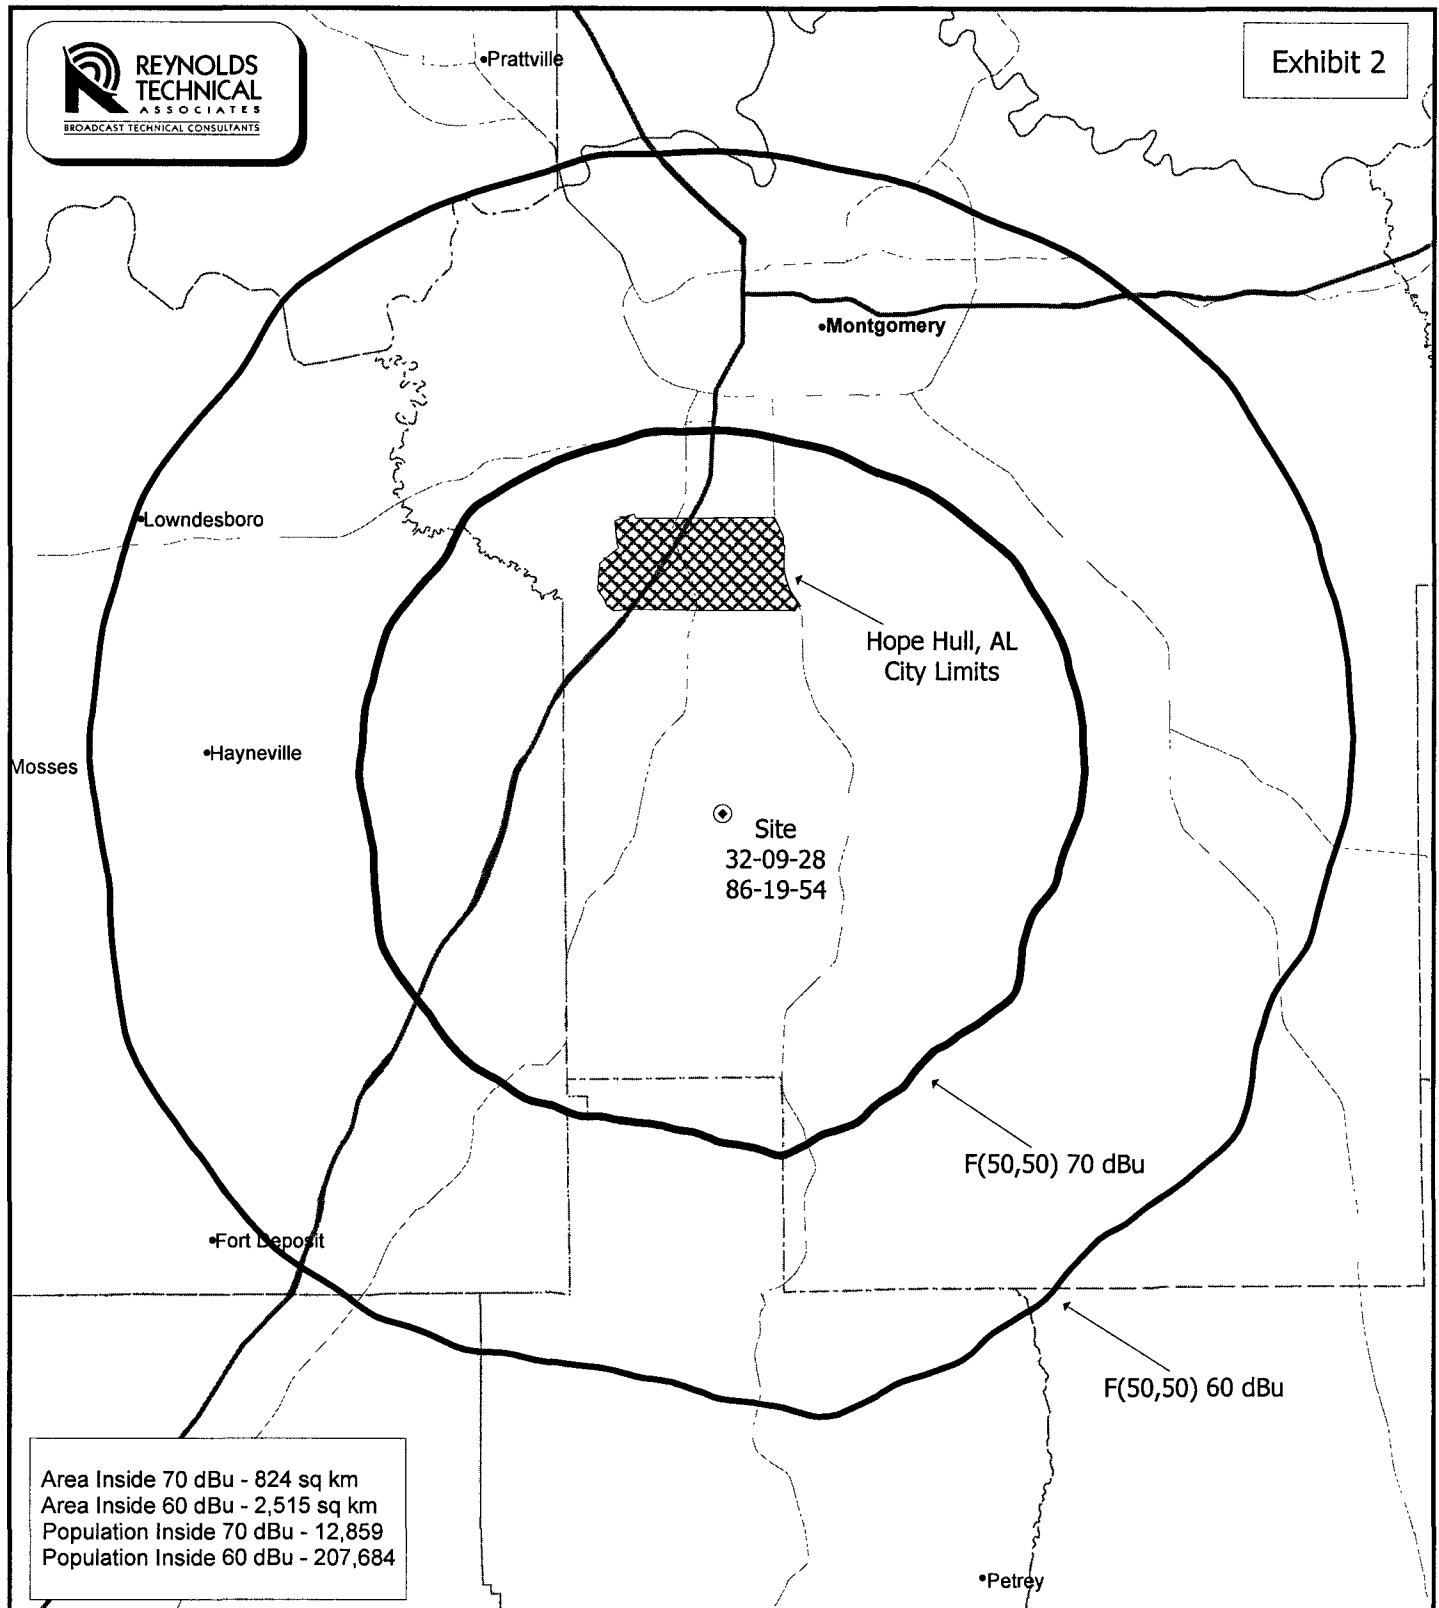 REYNOLDS
TECHNICAL
ASSOCIATES
BROADCAST TECHNICAL CONSULTANTS
Exhibit 2
Prattville
Montgomery
Lowndesboro
Hope Hull, AL
City Limits
Hayneville
Mosses
Site
32-09-28
86-19-54
F(50,50) 70 dBu
Fort Deposit
F(50,50) 60 dBu
Area Inside 70 dBu - 824 sq km
Area Inside 60 dBu - 2,515 sq km
Population Inside 70 dBu - 12,859
Population Inside 60 dBu - 207,684
Petrey